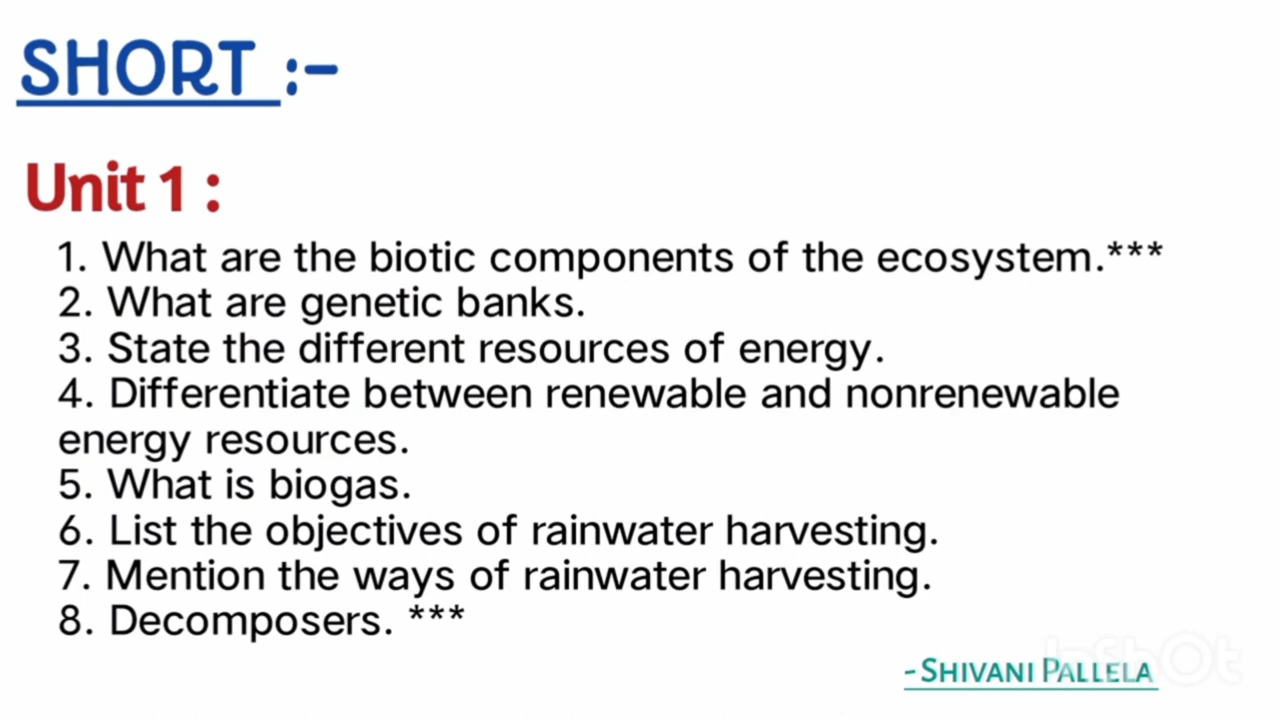 SHORT :-
Unit 1 :
1. What are the biotic components of the ecosystem.***
2. What are genetic banks.
3. State the different resources of energy.
4. Differentiate between renewable and nonrenewable
energy resources.
5. What is biogas.
6. List the objectives of rainwater harvesting.
7. Mention the ways of rainwater harvesting.
8. Decomposers. ***
- SHIVANI PALLELA
InShOt